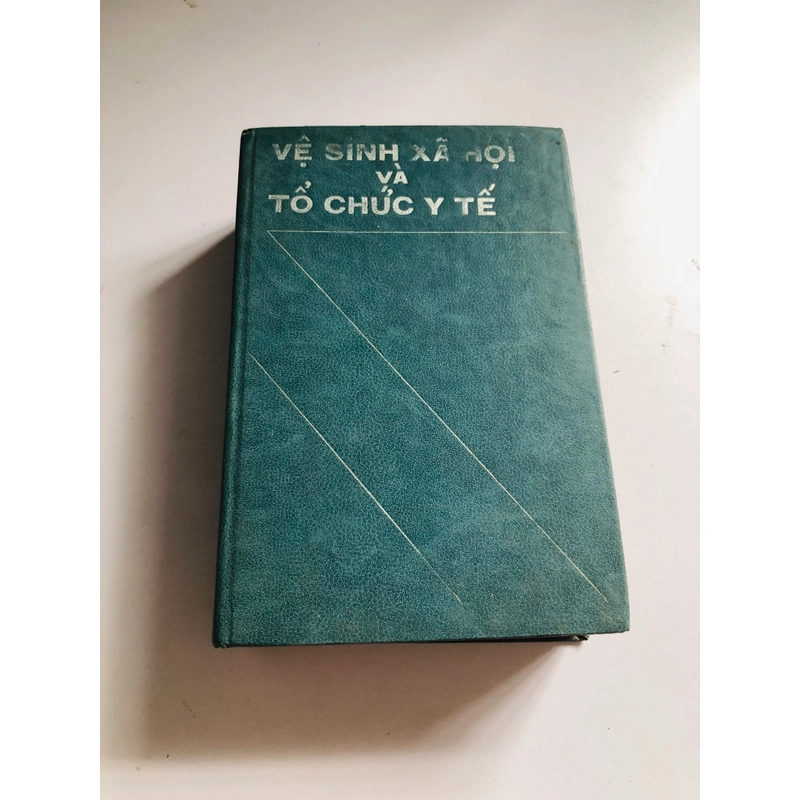 VỆ SINH XÃ HỘI
VÀ
TỔ CHỨC Y TẾ